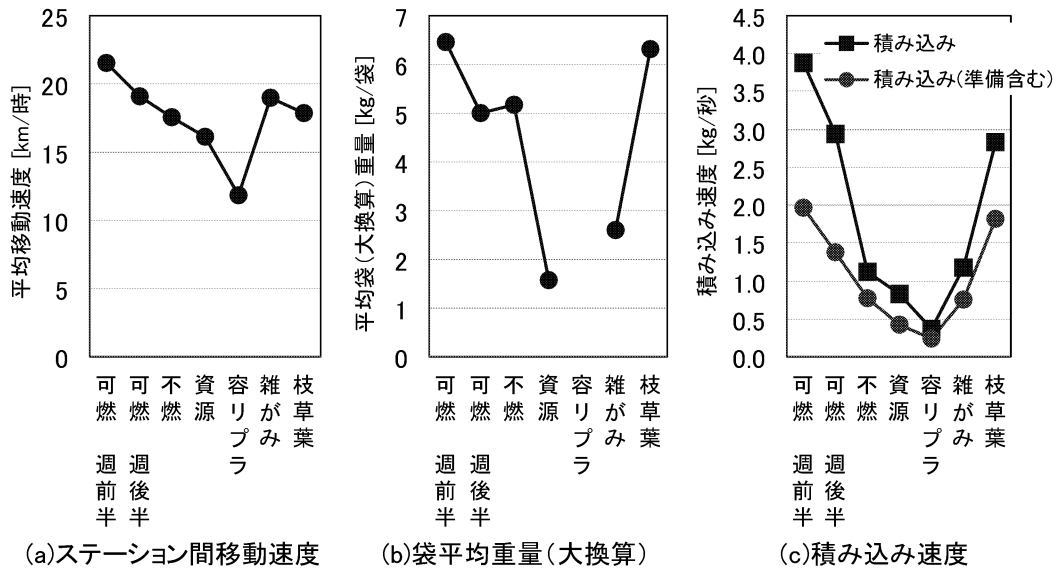 平均移動速度 [km/時]
25
20
15
10
5
0
可燃 週前半
可燃 週後半
不燃
資源
容リプラ
雑がみ
枝草葉
(a)ステーション間移動速度
平均袋(大換算)重量 [kg/袋]
7
6
5
4
3
2
1
0
可燃 週前半
可燃 週後半
不燃
資源
容リプラ
雑がみ
枝草葉
(b)袋平均重量(大換算)
積み込み速度 [kg/秒]
4.5
4.0
3.5
3.0
2.5
2.0
1.5
1.0
0.5
0.0
積み込み
積み込み(準備含む)
可燃 週前半
可燃 週後半
不燃
資源
容リプラ
雑がみ
枝草葉
(c)積み込み速度